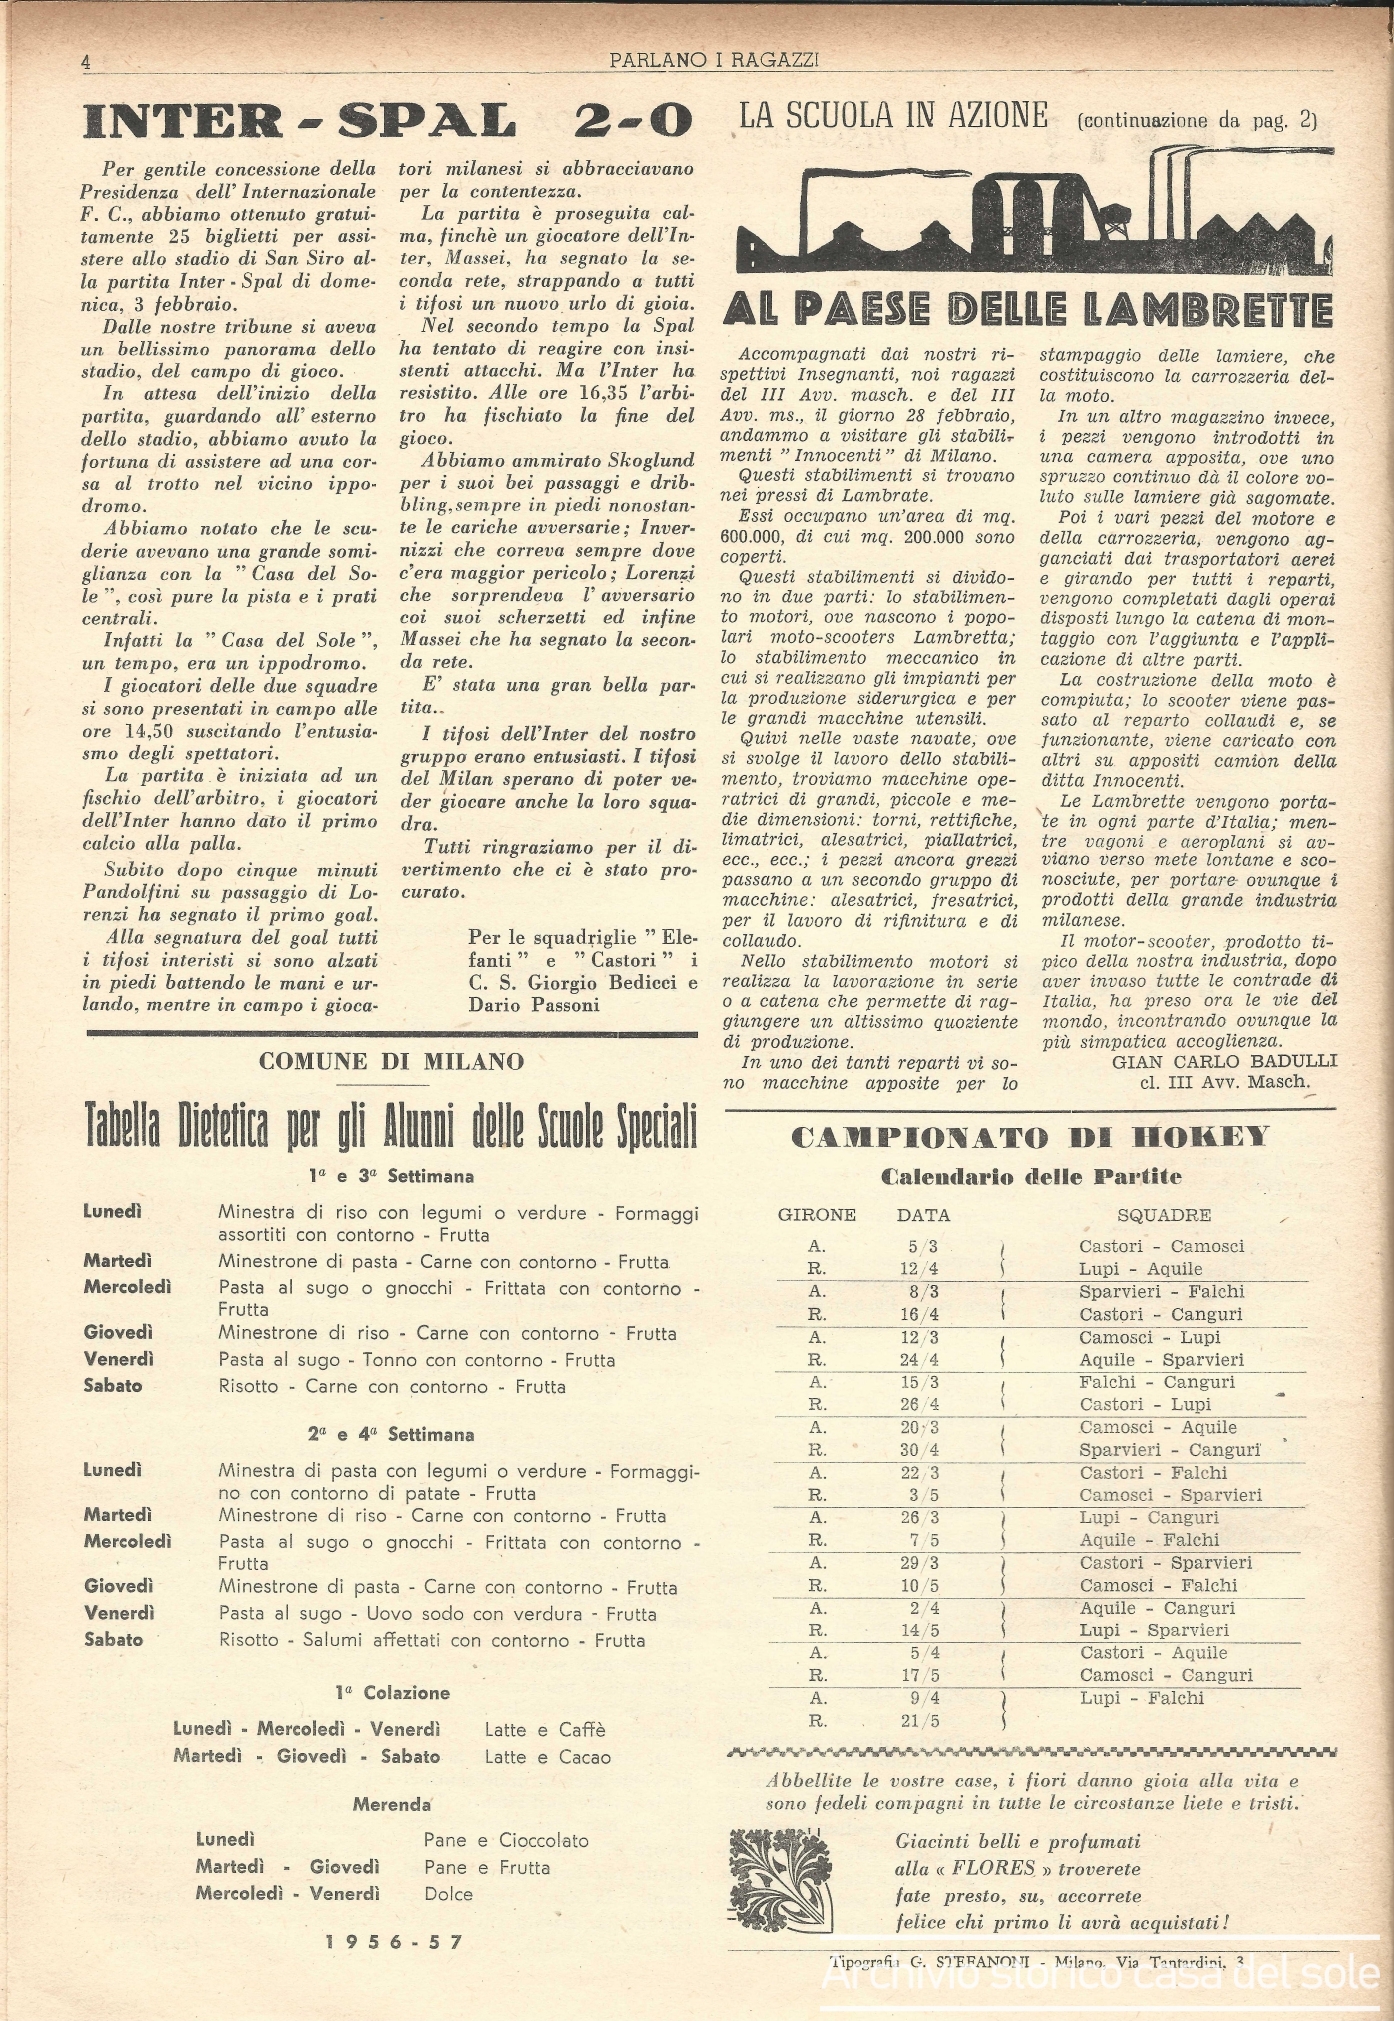 4
PARLANO I RAGAZZI
INTER - SPAL 2-0
Per gentile concessione della
Presidenza dell' Internazionale
F. C., abbiamo ottenuto gratui-
tamente 25 biglietti per assi-
stere allo stadio di San Siro al-
la partita Inter - Spal di dome-
nica, 3 febbraio.
Dalle nostre tribune si aveva
un bellissimo panorama dello
stadio, del campo di gioco.
In attesa dell'inizio della
partita, guardando all' esterno
dello stadio, abbiamo avuto la
fortuna di assistere ad una cor-
sa al trotto nel vicino ippo-
dromo.
Abbiamo notato che le scu-
derie avevano una grande somi-
glianza con la " Casa del So-
le ", così pure la pista e i prati
centrali.
Infatti la " Casa del Sole ",
un tempo, era un ippodromo.
I giocatori delle due squadre
si sono presentati in campo alle
ore 14,50 suscitando l'entusia-
smo degli spettatori.
La partita è iniziata ad un
fischio dell'arbitro, i giocatori
dell'Inter hanno dato il primo
calcio alla palla.
Subito dopo cinque minuti
Pandolfini su passaggio di Lo-
renzi ha segnato il primo goal.
Alla segnatura del goal tutti
i tifosi interisti si sono alzati
in piedi battendo le mani e ur-
lando, mentre in campo i gioca-
tori milanesi si abbracciavano
per la contentezza.
La partita è proseguita cal-
ma, finchè un giocatore dell'In-
ter, Massei, ha segnato la se-
conda rete, strappando a tutti
i tifosi un nuovo urlo di gioia.
Nel secondo tempo la Spal
ha tentato di reagire con insi-
stenti attacchi. Ma l'Inter ha
resistito. Alle ore 16,35 l'arbi-
tro ha fischiato la fine del
gioco.
Abbiamo ammirato Skoglund
per i suoi bei passaggi e drib-
bling,sempre in piedi nonostan-
te le cariche avversarie; Inver-
nizzi che correva sempre dove
c'era maggior pericolo; Lorenzi
che sorprendeva l' avversario
coi suoi scherzetti ed infine
Massei che ha segnato la secon-
da rete.
E' stata una gran bella par-
tita..
I tifosi dell'Inter del nostro
gruppo erano entusiasti. I tifosi
del Milan sperano di poter ve-
der giocare anche la loro squa-
dra.
Tutti ringraziamo per il di-
vertimento che ci è stato pro-
curato.
Per le squadriglie " Ele-
fanti " e " Castori " i
C. S. Giorgio Bedicci e
Dario Passoni
LA SCUOLA IN AZIONE (continuazione da pag. 2)
AL PAESE DELLE LAMBRETTE
Accompagnati dai nostri ri-
spettivi Insegnanti, noi ragazzi
del III Avv. masch. e del III
Avv. ms., il giorno 28 febbraio,
andammo a visitare gli stabili-
menti " Innocenti " di Milano.
Questi stabilimenti si trovano
nei pressi di Lambrate.
Essi occupano un'area di mq.
600.000, di cui mq. 200.000 sono
coperti.
Questi stabilimenti si divido-
no in due parti: lo stabilimen-
to motori, ove nascono i popo-
lari moto-scooters Lambretta;
lo stabilimento meccanico in
cui si realizzano gli impianti per
la produzione siderurgica e per
le grandi macchine utensili.
Quivi nelle vaste navate, ove
si svolge il lavoro dello stabili-
mento, troviamo macchine ope-
ratrici di grandi, piccole e me-
die dimensioni: torni, rettifiche,
limatrici, alesatrici, piallatrici,
ecc., ecc.; i pezzi ancora grezzi
passano a un secondo gruppo di
macchine: alesatrici, fresatrici,
per il lavoro di rifinitura e di
collaudo.
Nello stabilimento motori si
realizza la lavorazione in serie
o a catena che permette di rag-
giungere un altissimo quoziente
di produzione.
In uno dei tanti reparti vi so-
no macchine apposite per lo
stampaggio delle lamiere, che
costituiscono la carrozzeria del-
la moto.
In un altro magazzino invece,
i pezzi vengono introdotti in
una camera apposita, ove uno
spruzzo continuo dà il colore vo-
luto sulle lamiere già sagomate.
Poi i vari pezzi del motore e
della carrozzeria, vengono ag-
ganciati dai trasportatori aerei
e girando per tutti i reparti,
vengono completati dagli operai
disposti lungo la catena di mon-
taggio con l'aggiunta e l'appli-
cazione di altre parti.
La costruzione della moto è
compiuta; lo scooter viene pas-
sato al reparto collaudi e, se
funzionante, viene caricato con
altri su appositi camion della
ditta Innocenti.
Le Lambrette vengono porta-
te in ogni parte d'Italia; men-
tre vagoni e aeroplani si av-
viano verso mete lontane e sco-
nosciute, per portare ovunque i
prodotti della grande industria
milanese.
Il motor-scooter, prodotto ti-
pico della nostra industria, dopo
aver invaso tutte le contrade di
Italia, ha preso ora le vie del
mondo, incontrando ovunque la
più simpatica accoglienza.
GIAN CARLO BADULLI
cl. III Avv. Masch.
COMUNE DI MILANO
Tabella Dietetica per gli Alunni delle Scuole Speciali
1ª e 3ª Settimana
Lunedì Minestra di riso con legumi o verdure - Formaggi
assortiti con contorno - Frutta
Martedì Minestrone di pasta - Carne con contorno - Frutta
Mercoledì Pasta al sugo o gnocchi - Frittata con contorno -
Frutta
Giovedì Minestrone di riso - Carne con contorno - Frutta
Venerdì Pasta al sugo - Tonno con contorno - Frutta
Sabato Risotto - Carne con contorno - Frutta
2ª e 4ª Settimana
Lunedì Minestra di pasta con legumi o verdure - Formaggi-
no con contorno di patate - Frutta
Martedì Minestrone di riso - Carne con contorno - Frutta
Mercoledì Pasta al sugo o gnocchi - Frittata con contorno -
Frutta
Giovedì Minestrone di pasta - Carne con contorno - Frutta
Venerdì Pasta al sugo - Uovo sodo con verdura - Frutta
Sabato Risotto - Salumi affettati con contorno - Frutta
1ª Colazione
Lunedì - Mercoledì - Venerdì Latte e Caffè
Martedì - Giovedì - Sabato Latte e Cacao
Merenda
Lunedì Pane e Cioccolato
Martedì - Giovedì Pane e Frutta
Mercoledì - Venerdì Dolce
1956-57
CAMPIONATO DI HOKEY
Calendario delle Partite
GIRONE DATA SQUADRE
A. 5/3 Castori - Camosci
R. 12/4 Lupi - Aquile
A. 8/3 Sparvieri - Falchi
R. 16/4 Castori - Canguri
A. 12/3 Camosci - Lupi
R. 24/4 Aquile - Sparvieri
A. 15/3 Falchi - Canguri
R. 26/4 Castori - Lupi
A. 20/3 Camosci - Aquile
R. 30/4 Sparvieri - Canguri
A. 22/3 Castori - Falchi
R. 3/5 Camosci - Sparvieri
A. 26/3 Lupi - Canguri
R. 7/5 Aquile - Falchi
A. 29/3 Castori - Sparvieri
R. 10/5 Camosci - Falchi
A. 2/4 Aquile - Canguri
R. 14/5 Lupi - Sparvieri
A. 5/4 Castori - Aquile
R. 17/5 Camosci - Canguri
A. 9/4 Lupi - Falchi
R. 21/5
Abbellite le vostre case, i fiori danno gioia alla vita e
sono fedeli compagni in tutte le circostanze liete e tristi.
Giacinti belli e profumati
alla « FLORES » troverete
fate presto, su, accorrete
felice chi primo li avrà acquistati!
Tipografia G. STEFANONI - Milano, Via Tantardini, 3
Archivio storico casa del sole